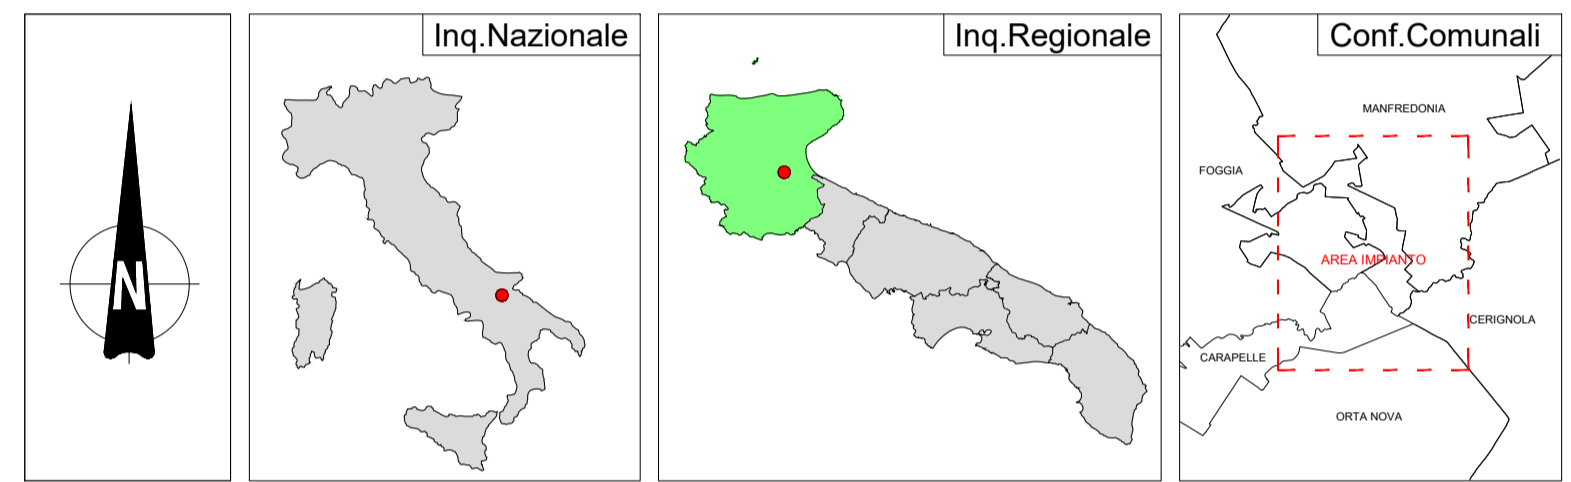 N
Inq.Nazionale
Inq.Regionale
Conf.Comunali
MANFREDONIA
FOGGIA
AREA IMPIANTO
CERIGNOLA
CARAPELLE
ORTA NOVA